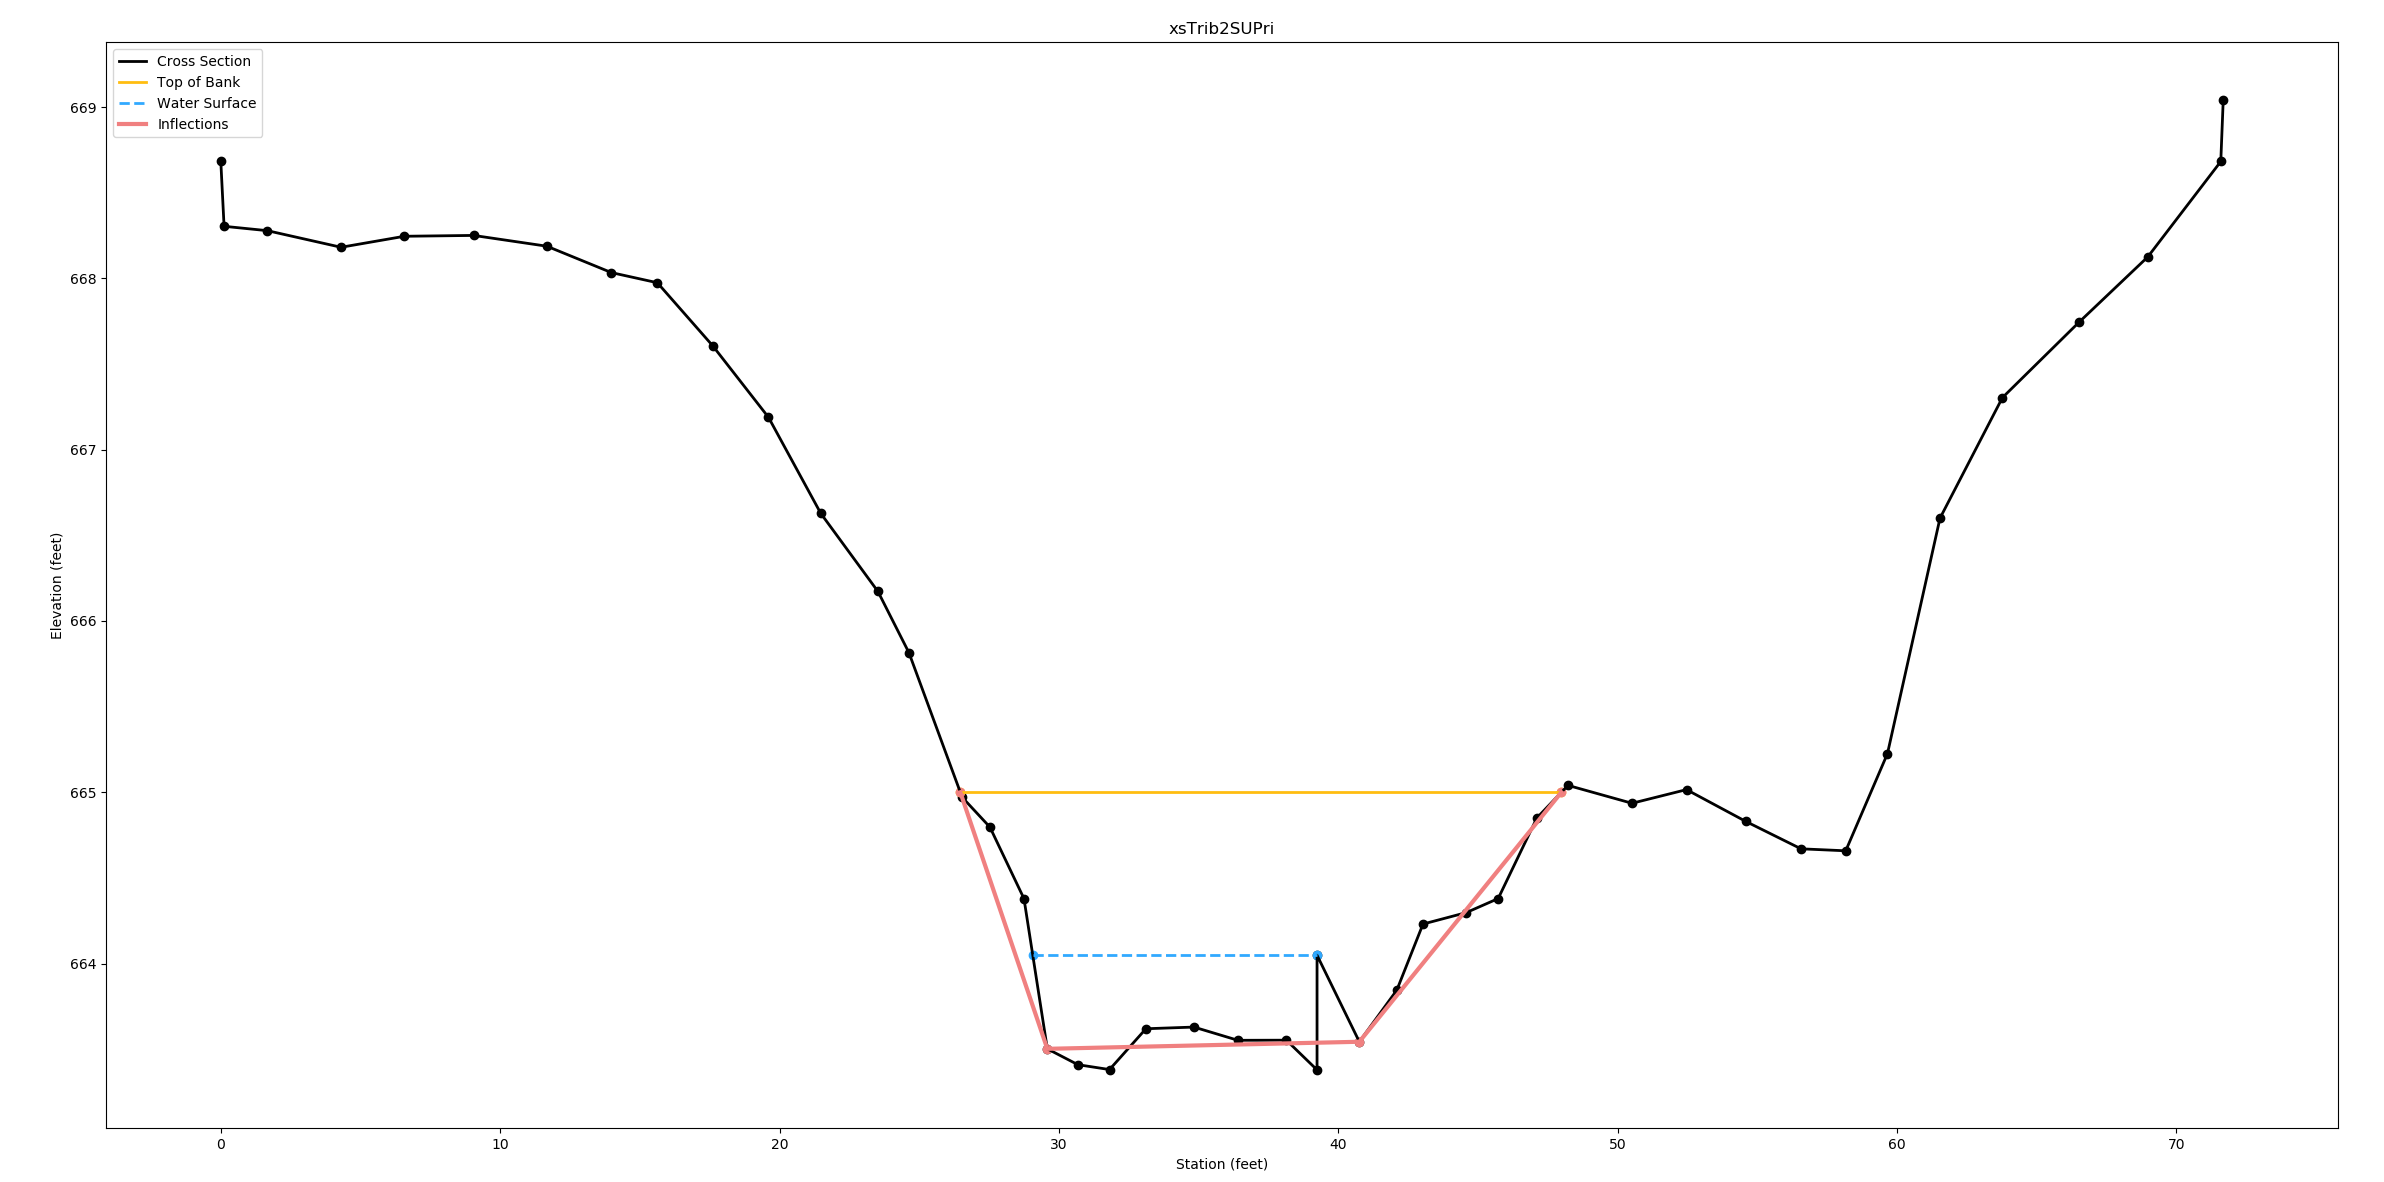 xsTrib2SUPri
Cross Section
Top of Bank
Water Surface
Inflections
669
668
667
666
665
664
Elevation (feet)
0 10 20 30 40 50 60 70
Station (feet)